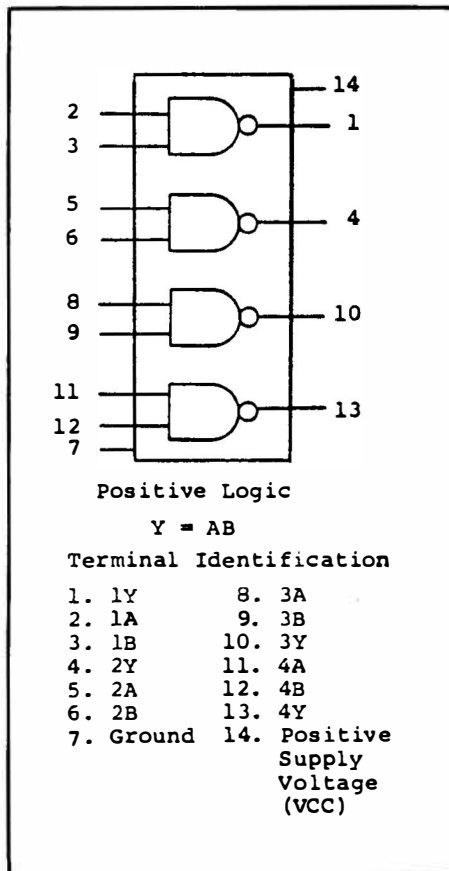 2 14
3 1
5 4
6
8 10
9
11 13
12
7
Positive Logic
Y = AB
Terminal Identification
1. 1Y 8. 3A
2. 1A 9. 3B
3. 1B 10. 3Y
4. 2Y 11. 4A
5. 2A 12. 4B
6. 2B 13. 4Y
7. Ground 14. Positive
Supply
Voltage
(VCC)